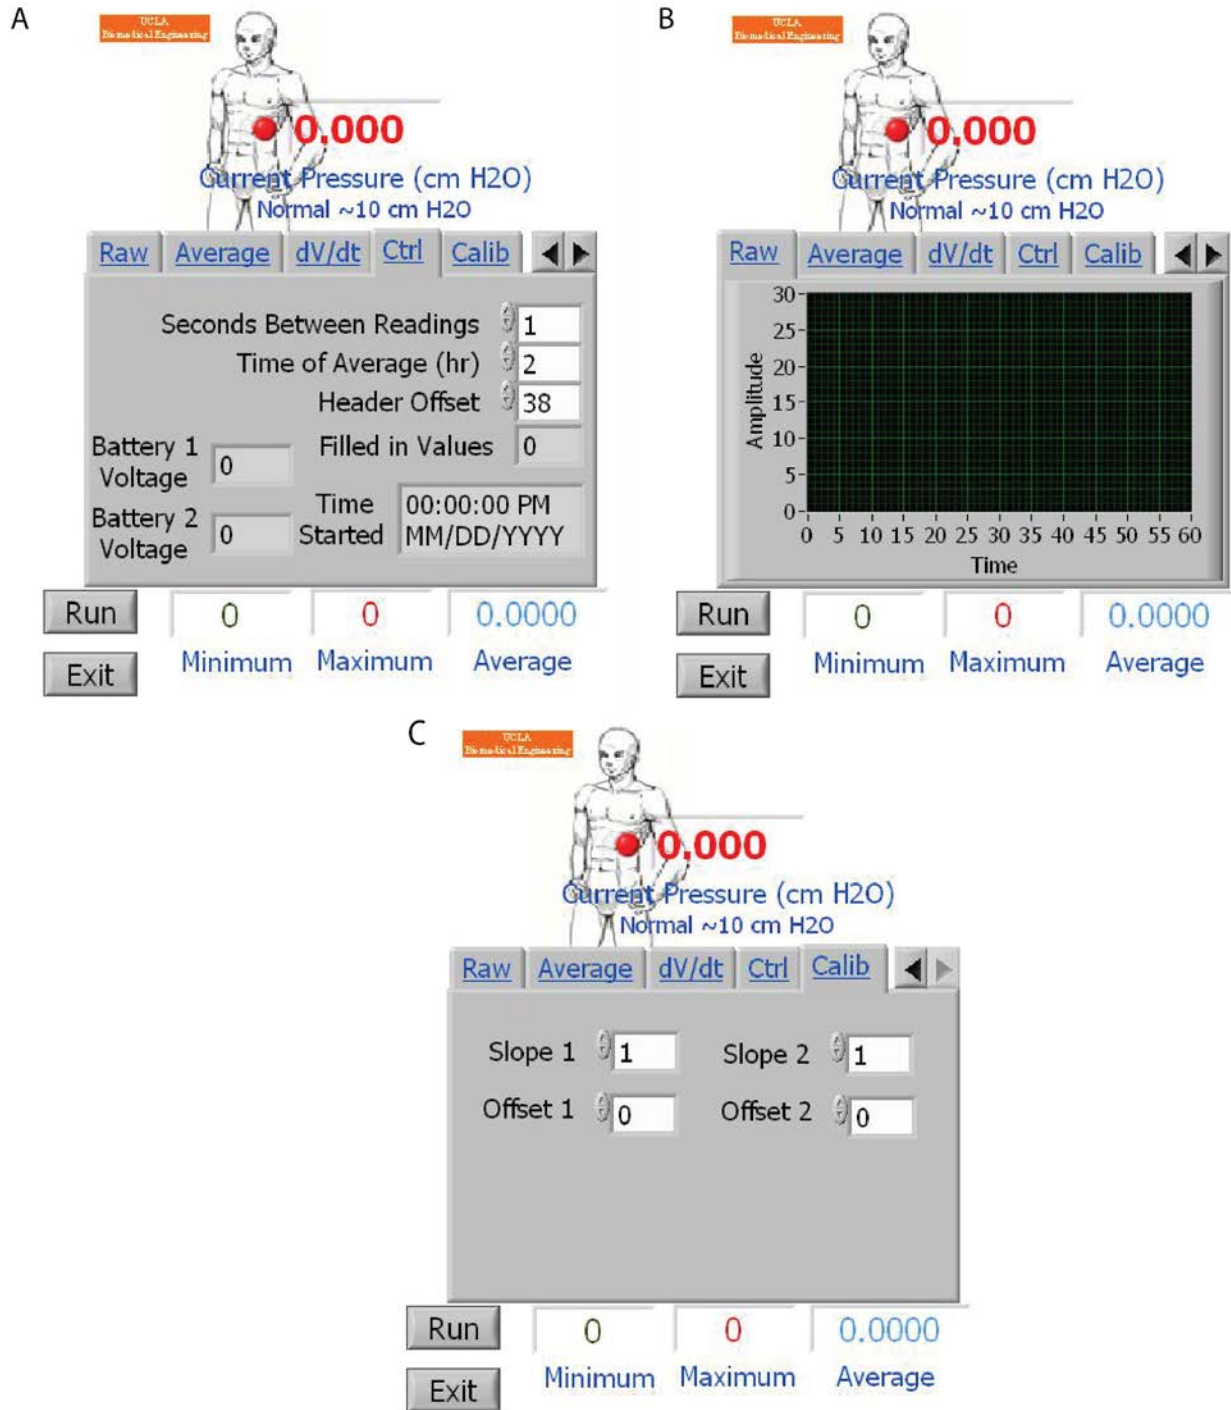 A
UCLA
Biomedical Engineering
0.000
Current Pressure (cm H2O)
Normal ~10 cm H2O
Raw Average dV/dt Ctrl Calib
Seconds Between Readings 1
Time of Average (hr) 2
Header Offset 38
Filled in Values 0
Battery 1
Voltage 0
Battery 2
Voltage 0
Time
Started
00:00:00 PM
MM/DD/YYYY
Run
Exit
0 0 0.0000
Minimum Maximum Average
B
UCLA
Biomedical Engineering
0.000
Current Pressure (cm H2O)
Normal ~10 cm H2O
Raw Average dV/dt Ctrl Calib
Amplitude
30
25
20
15
10
5
0
0 5 10 15 20 25 30 35 40 45 50 55 60
Time
Run
Exit
0 0 0.0000
Minimum Maximum Average
C
UCLA
Biomedical Engineering
0.000
Current Pressure (cm H2O)
Normal ~10 cm H2O
Raw Average dV/dt Ctrl Calib
Slope 1 1 Slope 2 1
Offset 1 0 Offset 2 0
Run
Exit
0 0 0.0000
Minimum Maximum Average